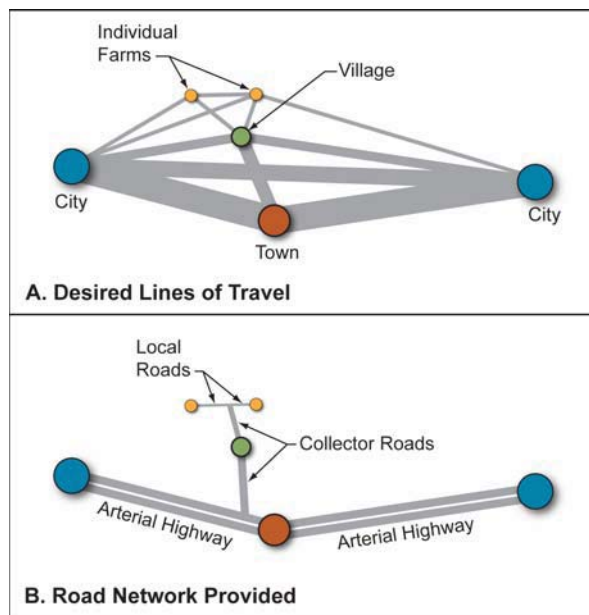 Individual
Farms
Village
City
City
Town
A. Desired Lines of Travel
Local
Roads
Collector Roads
Arterial Highway
Arterial Highway
B. Road Network Provided